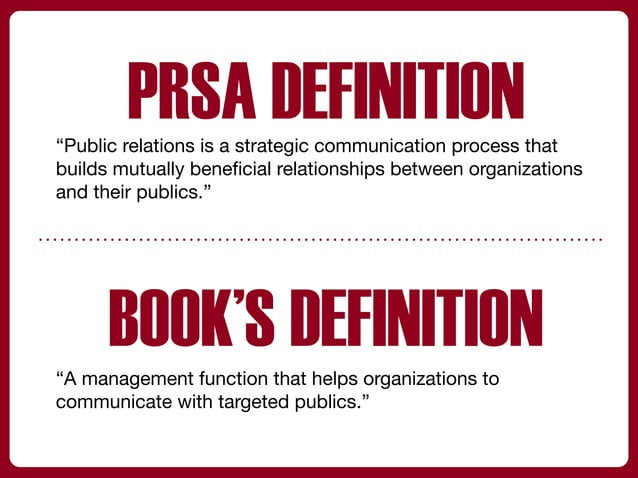 PRSA DEFINITION
“Public relations is a strategic communication process that
builds mutually beneficial relationships between organizations
and their publics.”
BOOK’S DEFINITION
“A management function that helps organizations to
communicate with targeted publics.”